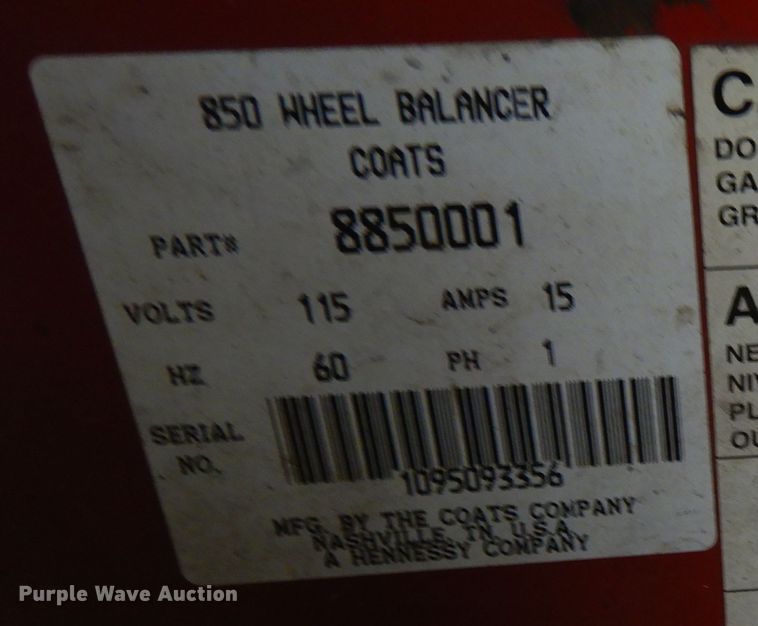 850 WHEEL BALANCER
COATS
PART# 8850001
VOLTS 115 AMPS 15
HZ 60 PH 1
SERIAL
NO.
1095093356
MFG. BY THE COATS COMPANY
NASHVILLE, TN, U.S.A.
A HENNESSY COMPANY
C
DO
GA
GR
A
NE
NI
PL
OU
Purple Wave Auction